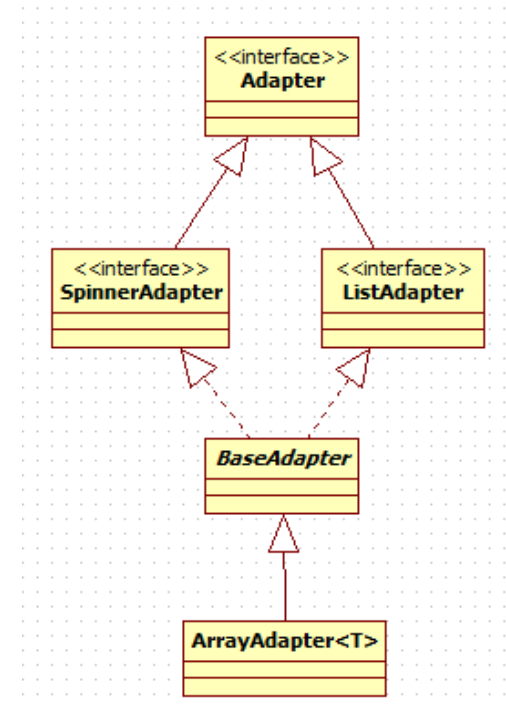 <<interface>>
Adapter
<<interface>>
SpinnerAdapter
<<interface>>
ListAdapter
BaseAdapter
ArrayAdapter<T>